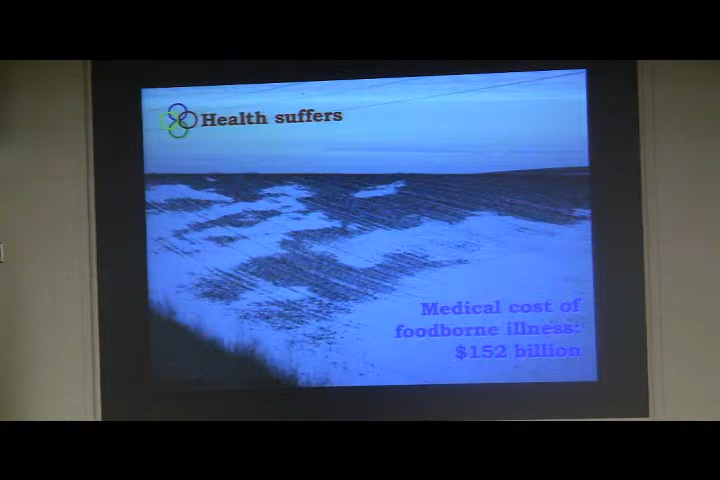 Health suffers
Medical cost of
foodborne illness:
$152 billion